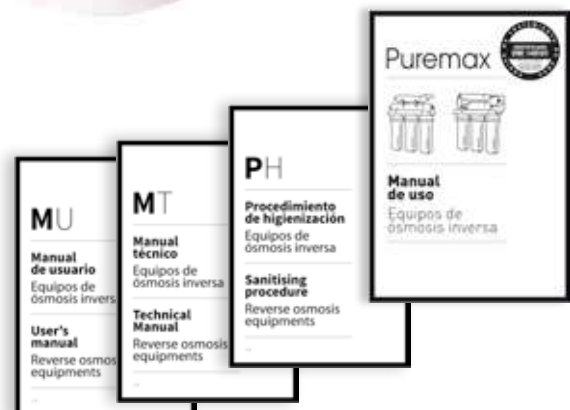 MU
Manual
de usuario
Equipos de
ósmosis invers
User's
manual
Reverse osmos
equipments
MT
Manual
técnico
Equipos de
ósmosis inversa
Technical
Manual
Reverse osmosis
equipments
PH
Procedimiento
de higienización
Equipos de
ósmosis inversa
Sanitising
procedure
Reverse osmosis
equipments
Puremax
Manual
de uso
Equipos de
ósmosis inversa